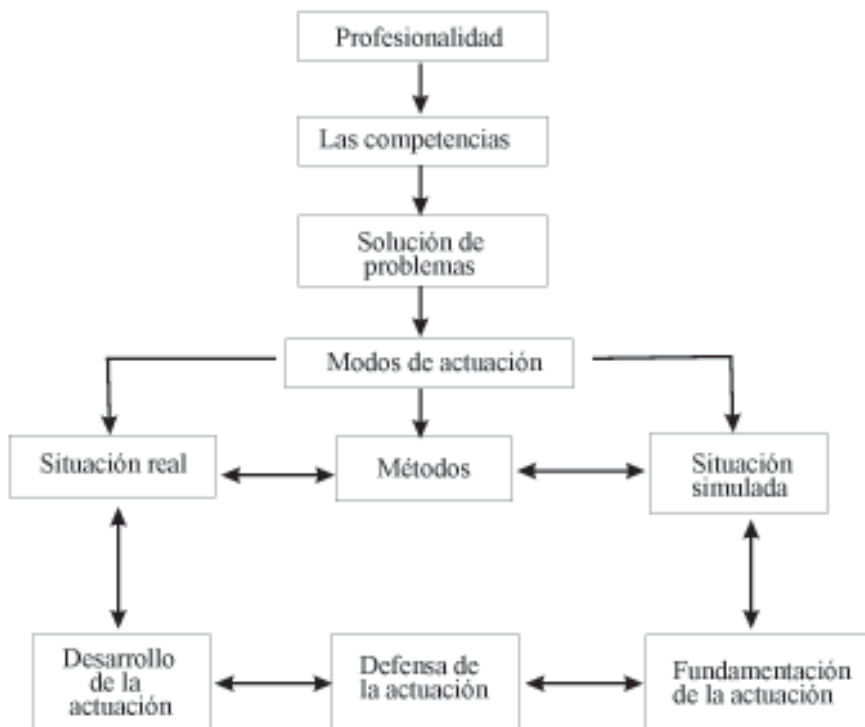 Profesionalidad
Las competencias
Solución de
problemas
Modos de actuación
Situación real
Métodos
Situación
simulada
Desarrollo
de la
actuación
Defensa de
la actuación
Fundamentación
de la actuación